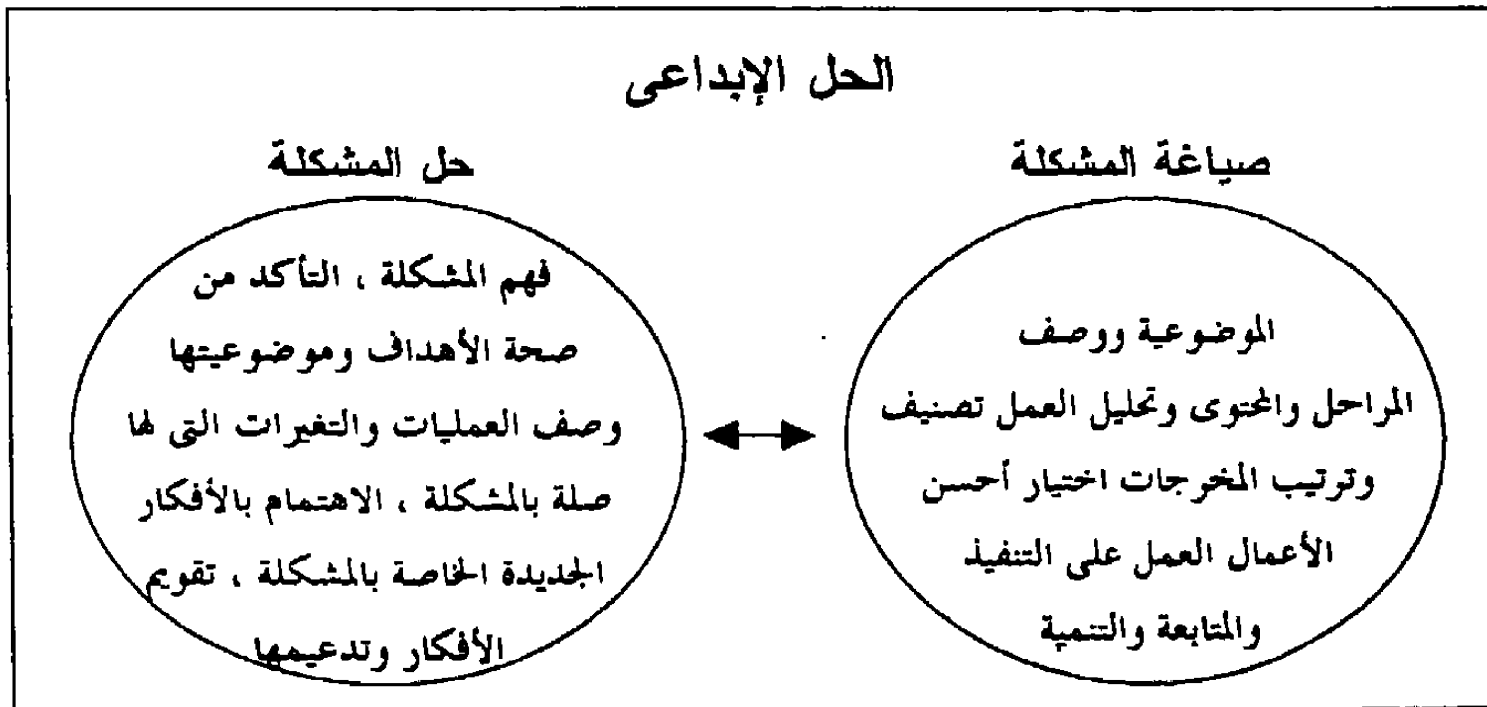 الحل الإبداعى
صياغة المشكلة
الموضوعية ووصف
المراحل والمحتوى وتحليل العمل تصنيف
وترتيب المخرجات اختيار أحسن
الأعمال العمل على التنفيذ
والمتابعة والتنمية
حل المشكلة
فهم المشكلة ، التأكد من
صحة الأهداف وموضوعيتها
وصف العمليات والتغيرات التى لها
صلة بالمشكلة ، الاهتمام بالأفكار
الجديدة الخاصة بالمشكلة ، تقويم
الأفكار وتدعيمها